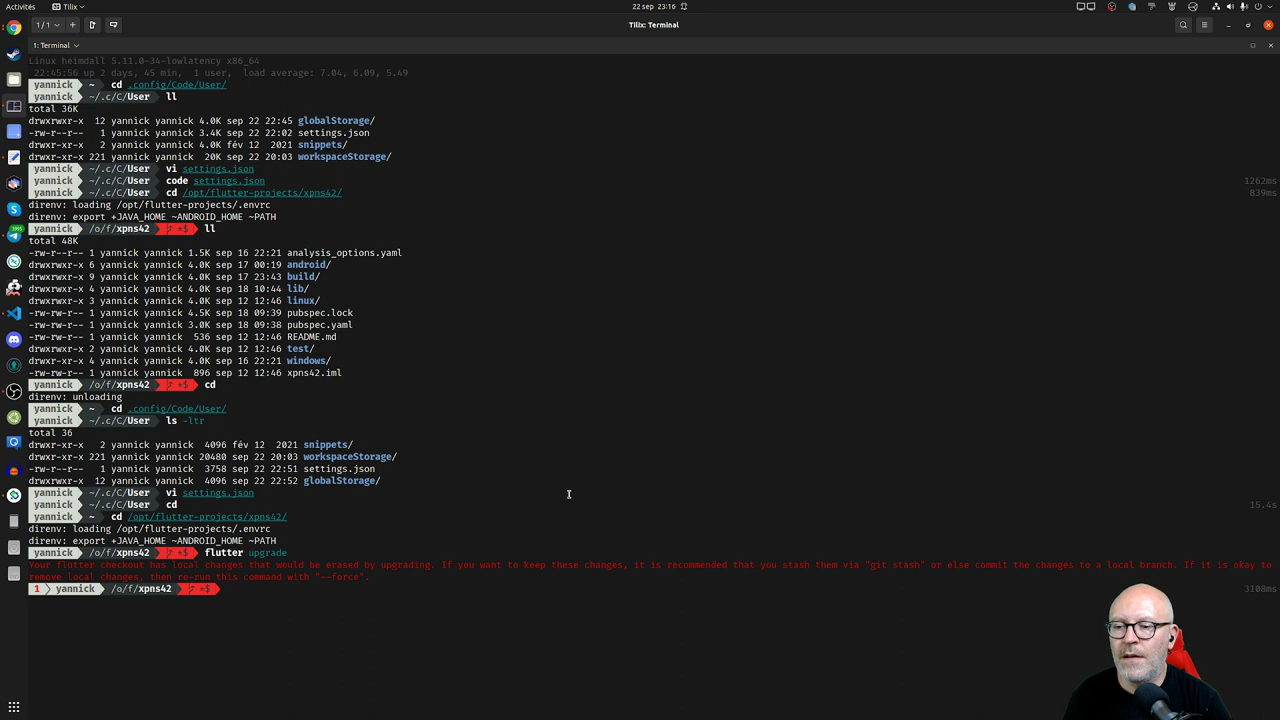 Activités Tilix 22 sep 23:16
1 / 1 Tilix: Terminal
1: Terminal
Linux heimdall 5.11.0-34-lowlatency x86_64
22:45:56 up 2 days, 45 min, 1 user, load average: 7.04, 6.09, 5.49
yannick ~ cd .config/Code/User/
yannick ~/.c/C/User ll
total 36K
drwxrwxr-x 12 yannick yannick 4.0K sep 22 22:45 globalStorage/
-rw-r--r-- 1 yannick yannick 3.4K sep 22 22:02 settings.json
drwxr-xr-x 2 yannick yannick 4.0K fév 12 2021 snippets/
drwxr-xr-x 221 yannick yannick 20K sep 22 20:03 workspaceStorage/
yannick ~/.c/C/User vi settings.json
yannick ~/.c/C/User code settings.json 1262ms
yannick ~/.c/C/User cd /opt/flutter-projects/xpns42/ 839ms
direnv: loading /opt/flutter-projects/.envrc
direnv: export +JAVA_HOME ~ANDROID_HOME ~PATH
yannick /o/f/xpns42 *$ ll
total 48K
-rw-r--r-- 1 yannick yannick 1.5K sep 16 22:21 analysis_options.yaml
drwxrwxr-x 6 yannick yannick 4.0K sep 17 00:19 android/
drwxrwxr-x 9 yannick yannick 4.0K sep 17 23:43 build/
drwxrwxr-x 4 yannick yannick 4.0K sep 18 10:44 lib/
drwxrwxr-x 3 yannick yannick 4.0K sep 12 12:46 linux/
-rw-rw-r-- 1 yannick yannick 4.5K sep 18 09:39 pubspec.lock
-rw-rw-r-- 1 yannick yannick 3.0K sep 18 09:38 pubspec.yaml
-rw-rw-r-- 1 yannick yannick 536 sep 12 12:46 README.md
drwxrwxr-x 2 yannick yannick 4.0K sep 12 12:46 test/
drwxrwxr-x 4 yannick yannick 4.0K sep 16 22:21 windows/
-rw-rw-r-- 1 yannick yannick 896 sep 12 12:46 xpns42.iml
yannick /o/f/xpns42 *$ cd
direnv: unloading
yannick ~ cd .config/Code/User/
yannick ~/.c/C/User ls -ltr
total 36
drwxr-xr-x 2 yannick yannick 4096 fév 12 2021 snippets/
drwxr-xr-x 221 yannick yannick 20480 sep 22 20:03 workspaceStorage/
-rw-r--r-- 1 yannick yannick 3758 sep 22 22:51 settings.json
drwxrwxr-x 12 yannick yannick 4096 sep 22 22:52 globalStorage/
yannick ~/.c/C/User vi settings.json
yannick ~/.c/C/User cd 15.4s
yannick ~ cd /opt/flutter-projects/xpns42/
direnv: loading /opt/flutter-projects/.envrc
direnv: export +JAVA_HOME ~ANDROID_HOME ~PATH
yannick /o/f/xpns42 *$ flutter upgrade
Your flutter checkout has local changes that would be erased by upgrading. If you want to keep these changes, it is recommended that you stash them via "git stash" or else commit the changes to a local branch. If it is okay to
remove local changes, then re-run this command with "--force".
1 yannick /o/f/xpns42 *$ 3108ms